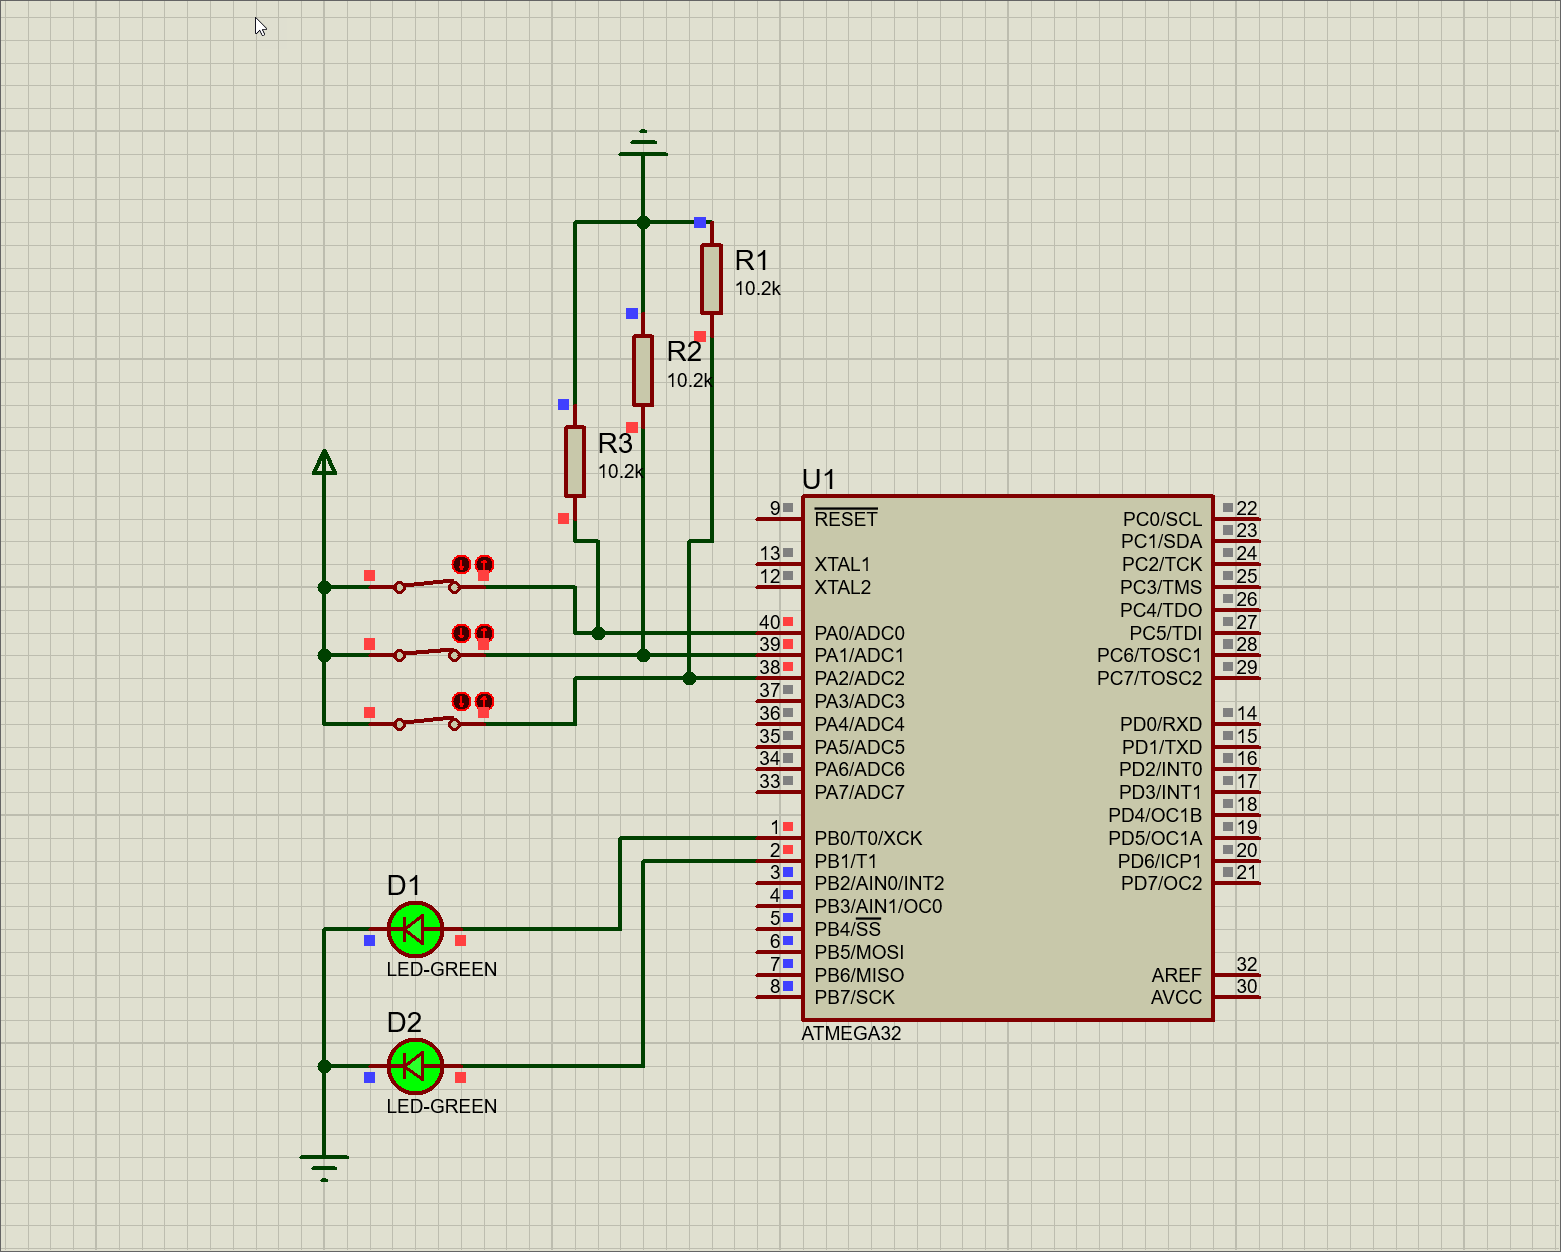 R1
10.2k
R2
10.2k
R3
10.2k
U1
9 RESET PC0/SCL 22
PC1/SDA 23
13 XTAL1 PC2/TCK 24
12 XTAL2 PC3/TMS 25
PC4/TDO 26
40 PA0/ADC0 PC5/TDI 27
39 PA1/ADC1 PC6/TOSC1 28
38 PA2/ADC2 PC7/TOSC2 29
37 PA3/ADC3
36 PA4/ADC4 PD0/RXD 14
35 PA5/ADC5 PD1/TXD 15
34 PA6/ADC6 PD2/INT0 16
33 PA7/ADC7 PD3/INT1 17
PD4/OC1B 18
1 PB0/T0/XCK PD5/OC1A 19
2 PB1/T1 PD6/ICP1 20
3 PB2/AIN0/INT2 PD7/OC2 21
4 PB3/AIN1/OC0
5 PB4/SS
6 PB5/MOSI
7 PB6/MISO AREF 32
8 PB7/SCK AVCC 30
ATMEGA32
D1
LED-GREEN
D2
LED-GREEN